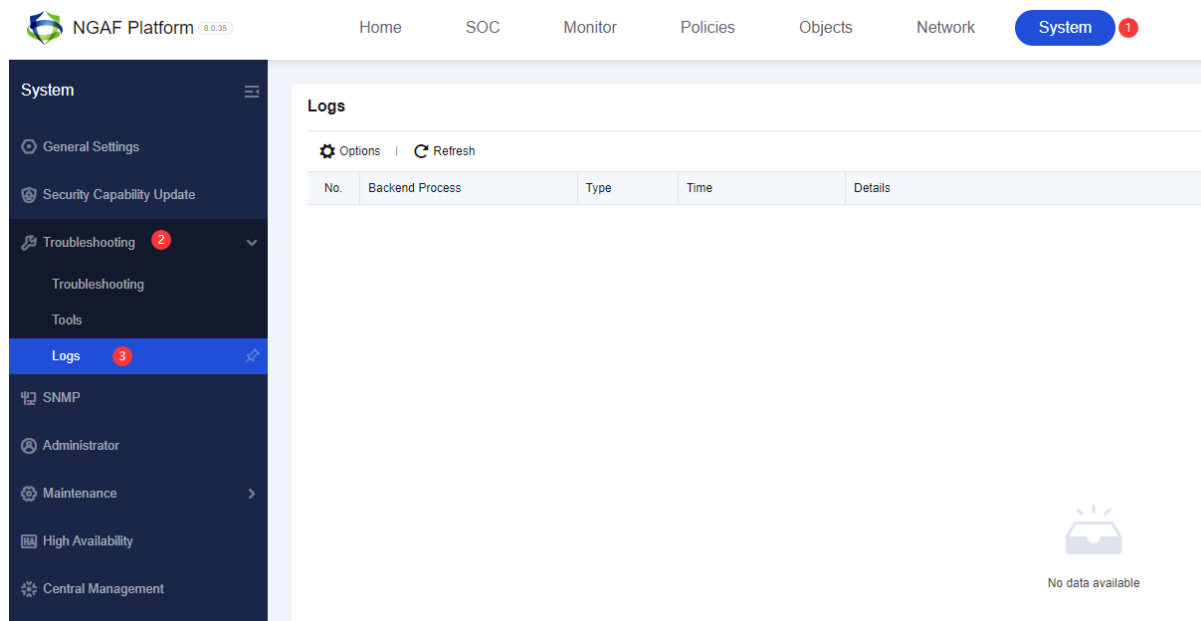 NGAF Platform 8.0.35 Home SOC Monitor Policies Objects Network System 1
System
General Settings
Security Capability Update
Troubleshooting 2
Troubleshooting
Tools
Logs 3
SNMP
Administrator
Maintenance
HA High Availability
Central Management
Logs
Options | Refresh
No. Backend Process Type Time Details
No data available